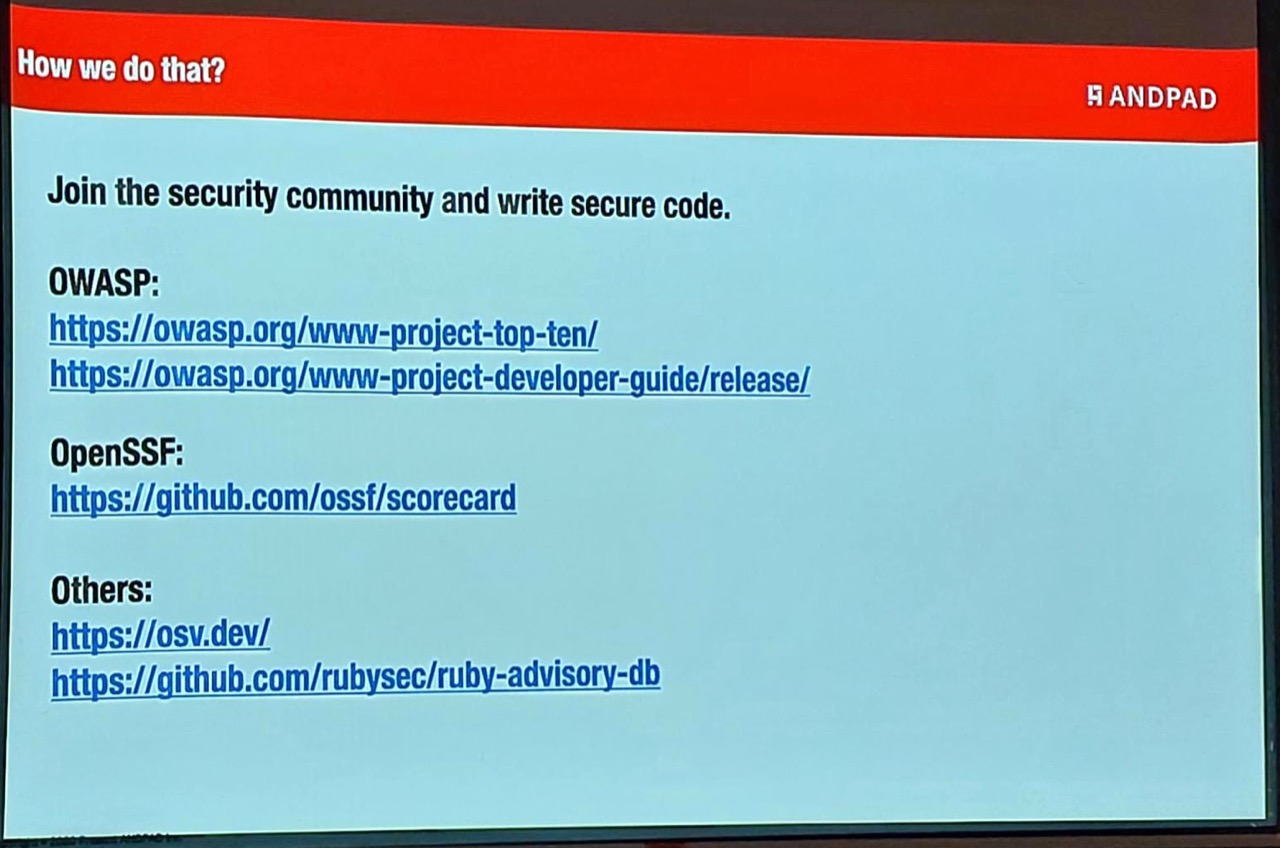 How we do that?
ANDPAD
Join the security community and write secure code.
OWASP:
https://owasp.org/www-project-top-ten/
https://owasp.org/www-project-developer-guide/release/
OpenSSF:
https://github.com/ossf/scorecard
Others:
https://osv.dev/
https://github.com/rubysec/ruby-advisory-db